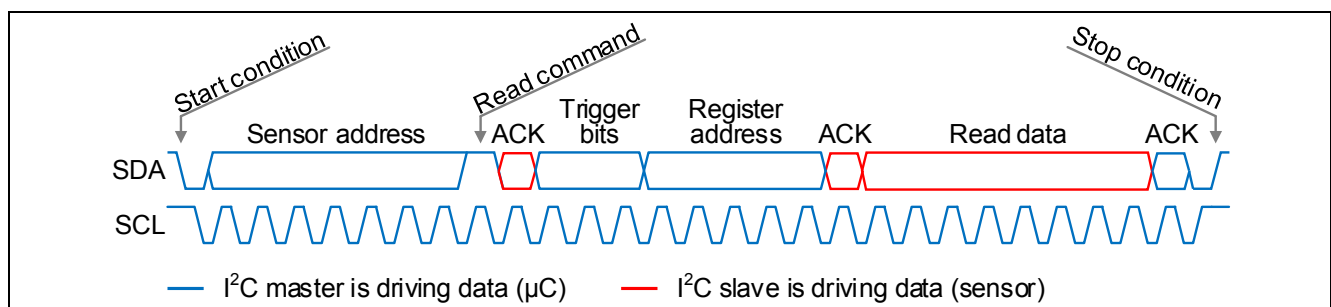 Start condition
Read command
Stop condition
Sensor address
ACK
Trigger bits
Register address
ACK
Read data
ACK
SDA
SCL
I²C master is driving data (µC)
I²C slave is driving data (sensor)